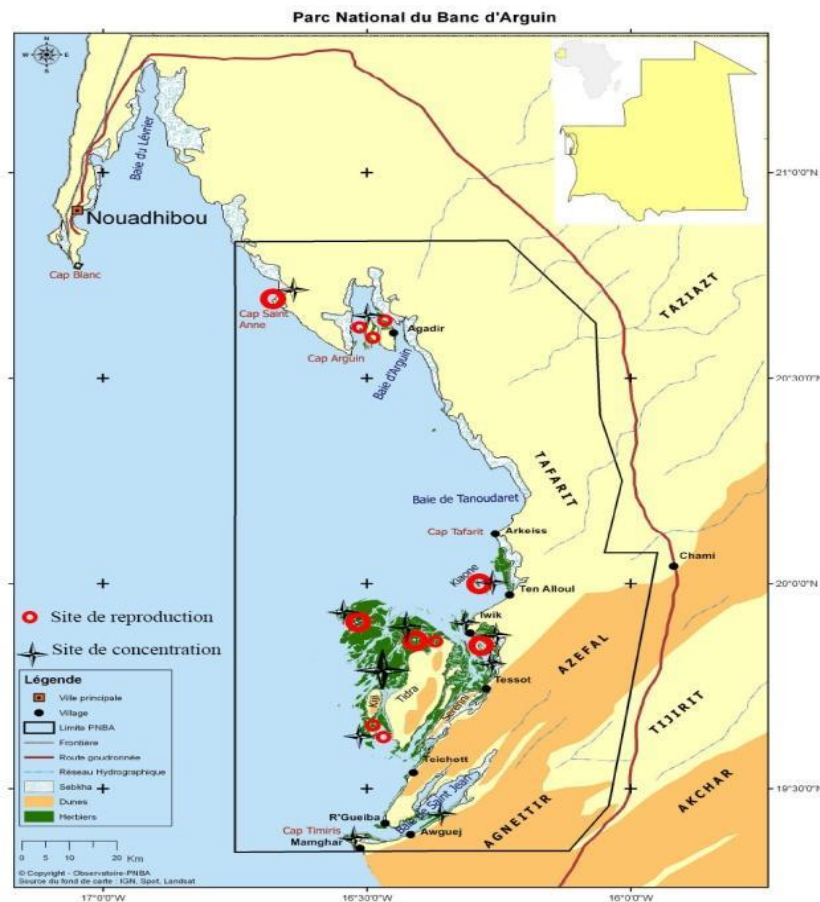 Parc National du Banc d'Arguin
N
W
E
S
Baie du Lévrier
21°0'0"N
Nouadhibou
Cap Blanc
TAZIAZT
Cap Saint
Anne
Agadir
Cap Arguin
Baie d'Arguin
20°30'0"N
TAFARIT
Baie de Tanoudaret
Cap Tafarit
Arkeiss
Chami
Kiaone
Ten Alloul
20°0'0"N
Iwik
Site de reproduction
Site de concentration
AZEFAL
Tessot
Légende
Ville principale
Village
Limite PNBA
Frontière
Route goudronnée
Réseau Hydrographique
Sebkha
Dunes
Herbiers
Kiji
Tidra
Serenni
TIJIRIT
Teichott
19°30'0"N
AKCHAR
Baie de Saint Jean
AGNEITIR
R'Gueiba
Cap Timiris
Awguej
Mamghar
0 5 10 20
Km
© Copyright - Observatoire-PNBA
Source du fond de carte : IGN, Spot, Landsat
17°0'0"W
16°30'0"W
16°0'0"W